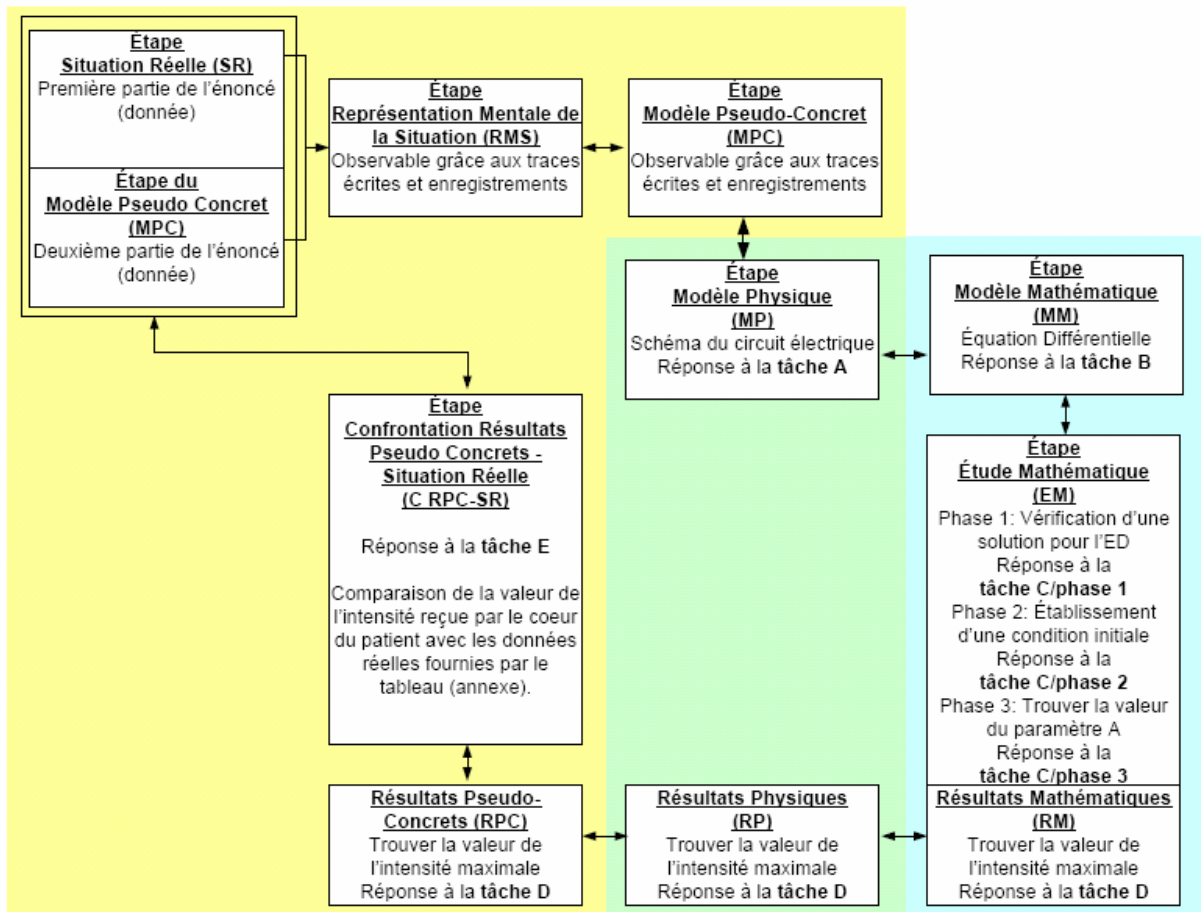 Étape
Situation Réelle (SR)
Première partie de l'énoncé
(donnée)
Étape du
Modèle Pseudo Concret
(MPC)
Deuxième partie de l'énoncé
(donnée)
Étape
Représentation Mentale de
la Situation (RMS)
Observable grâce aux traces
écrites et enregistrements
Étape
Modèle Pseudo-Concret
(MPC)
Observable grâce aux traces
écrites et enregistrements
Étape
Modèle Physique
(MP)
Schéma du circuit électrique
Réponse à la tâche A
Étape
Modèle Mathématique
(MM)
Équation Différentielle
Réponse à la tâche B
Étape
Étude Mathématique
(EM)
Phase 1: Vérification d'une
solution pour l'ED
Réponse à la
tâche C/phase 1
Phase 2: Établissement
d'une condition initiale
Réponse à la
tâche C/phase 2
Phase 3: Trouver la valeur
du paramètre A
Réponse à la
tâche C/phase 3
Résultats Mathématiques
(RM)
Trouver la valeur de
l'intensité maximale
Réponse à la tâche D
Résultats Physiques
(RP)
Trouver la valeur de
l'intensité maximale
Réponse à la tâche D
Résultats Pseudo-
Concrets (RPC)
Trouver la valeur de
l'intensité maximale
Réponse à la tâche D
Étape
Confrontation Résultats
Pseudo Concrets -
Situation Réelle
(C RPC-SR)
Réponse à la tâche E
Comparaison de la valeur de
l'intensité reçue par le coeur
du patient avec les données
réelles fournies par le
tableau (annexe).